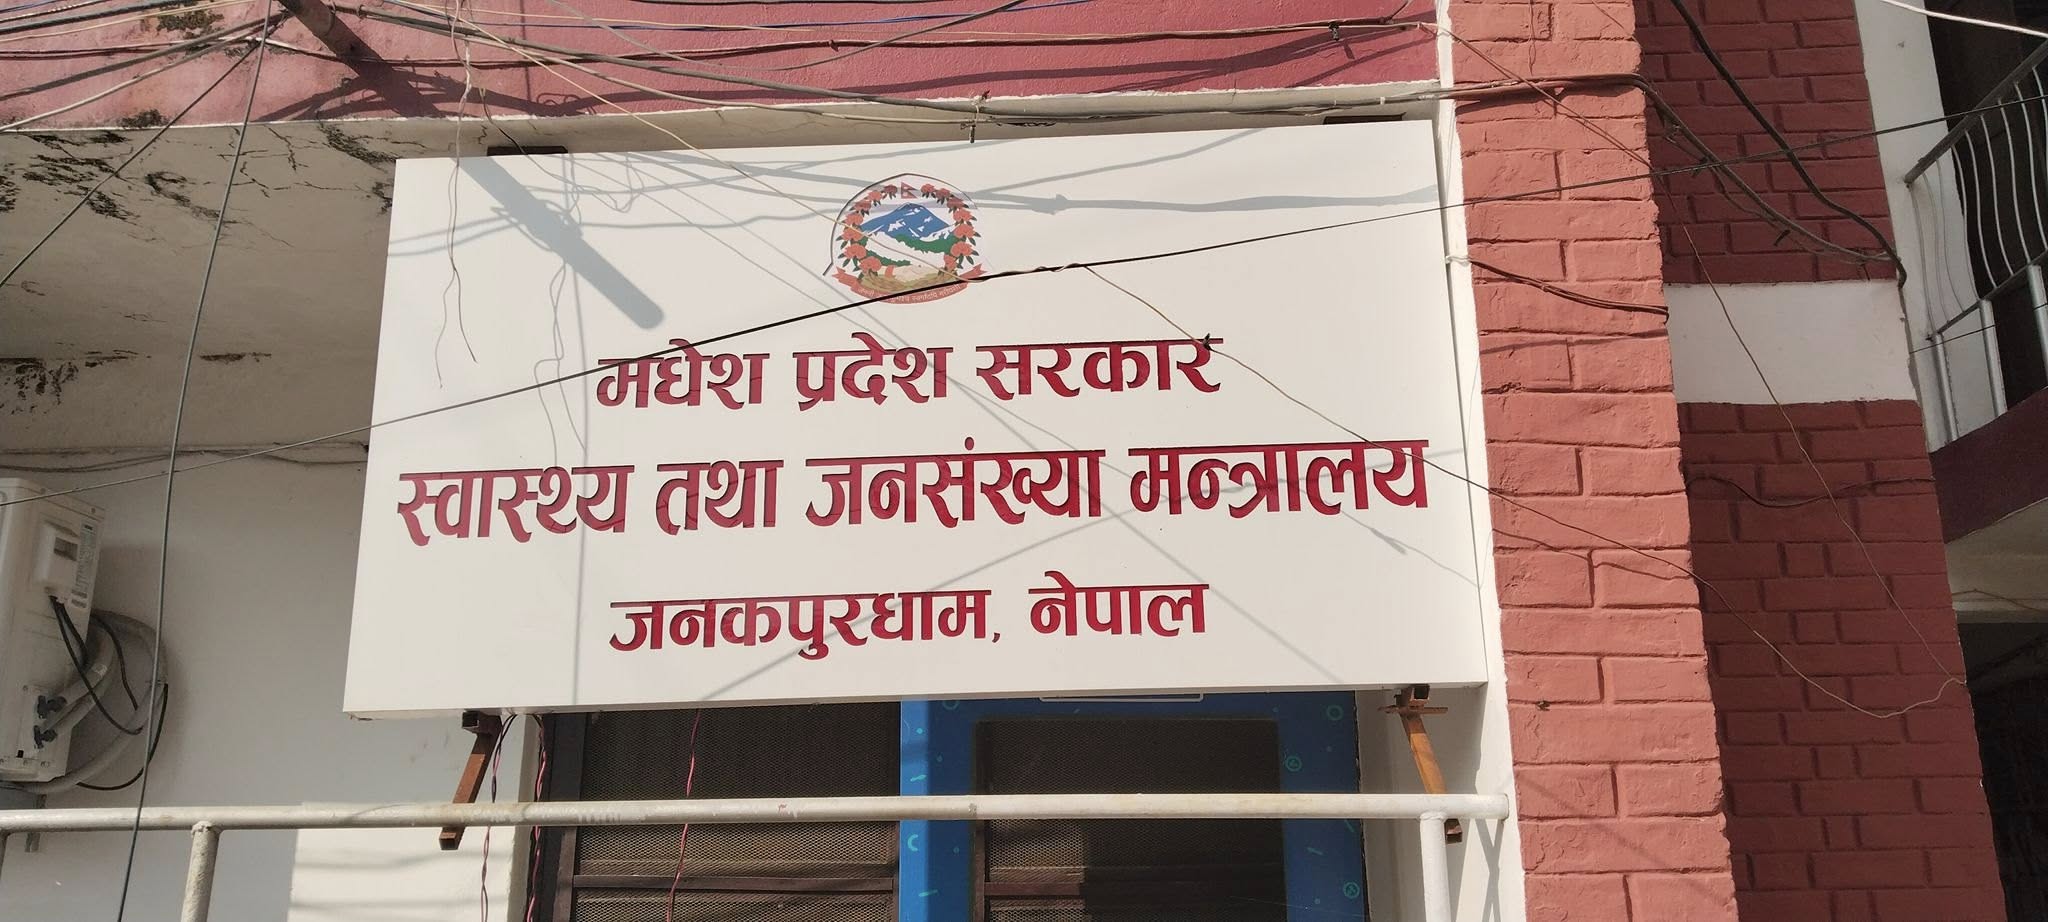 मधेश प्रदेश सरकार
स्वास्थ्य तथा जनसंख्या मन्त्रालय
जनकपुरधाम, नेपाल